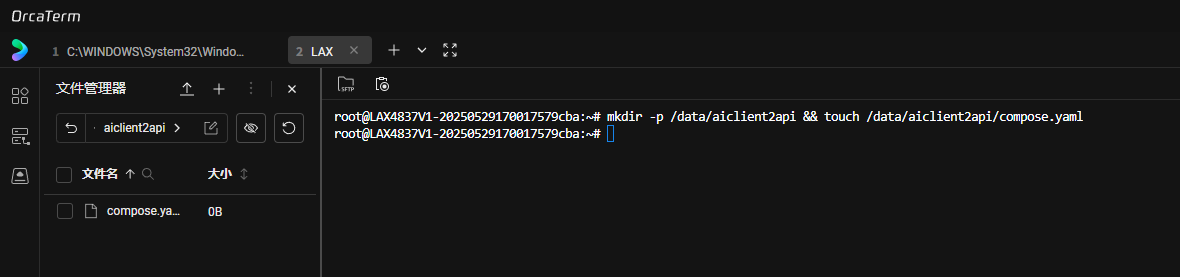 OrcaTerm
1 C:\WINDOWS\System32\Windo...
2 LAX
文件管理器
SFTP
aiclient2api
文件名 大小
compose.ya... 0B
root@LAX4837V1-20250529170017579cba:~# mkdir -p /data/aiclient2api && touch /data/aiclient2api/compose.yaml
root@LAX4837V1-20250529170017579cba:~#